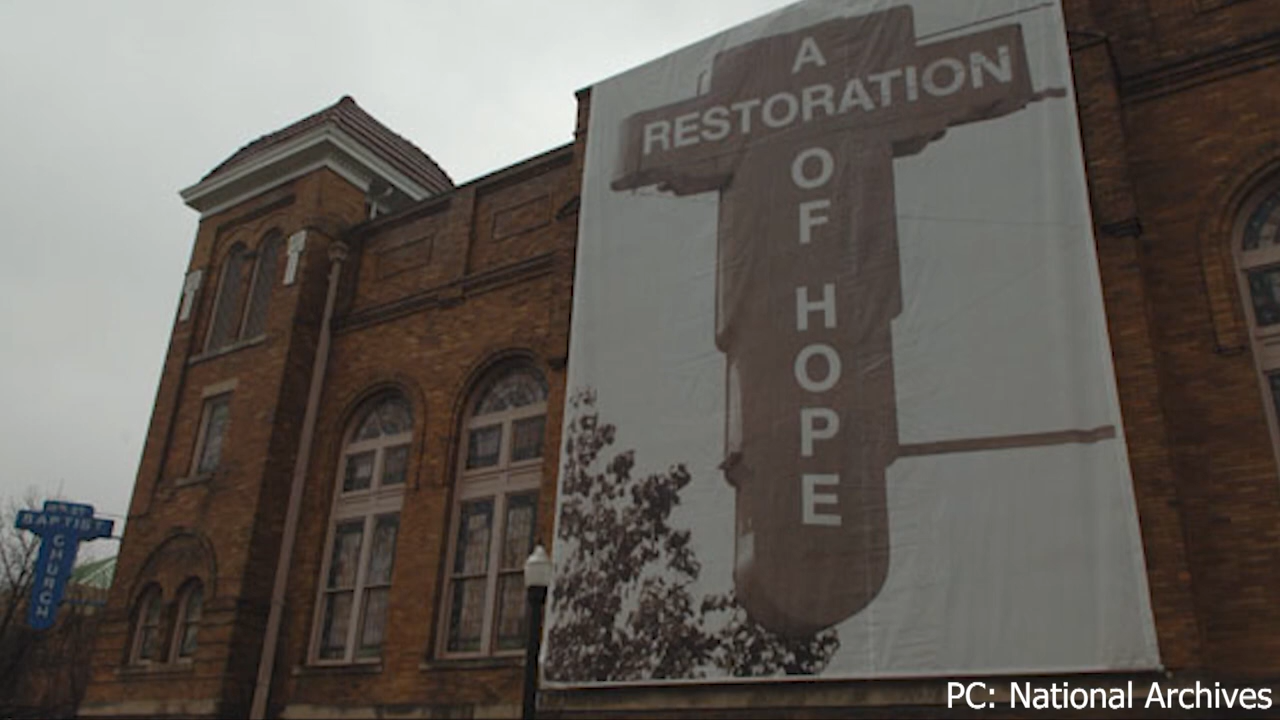 A
RESTORATION
OF
HOPE
BAPTIST
CHURCH
PC: National Archives